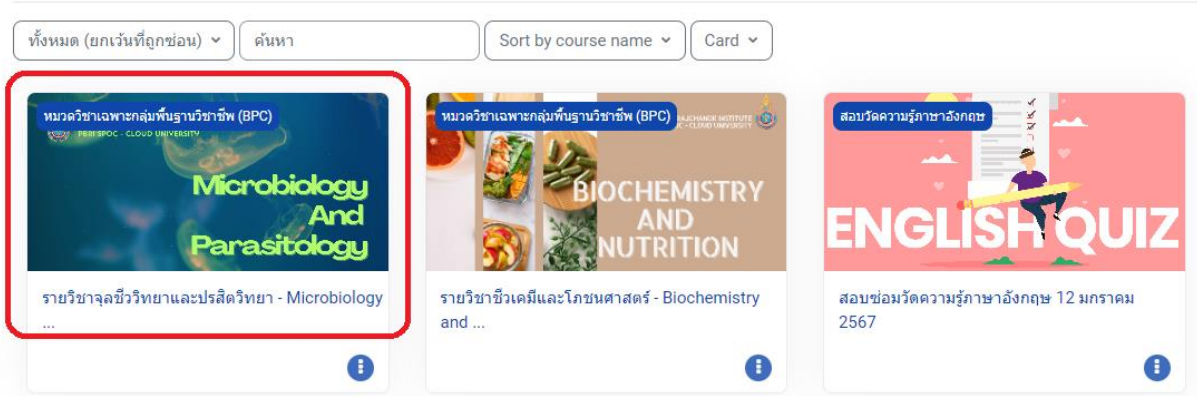 ทั้งหมด (ยกเว้นที่ถูกซ่อน)
ค้นหา
Sort by course name
Card
หมวดวิชาเฉพาะกลุ่มพื้นฐานวิชาชีพ (BPC)
PBRI SPOC - CLOUD UNIVERSITY
Microbiology
And
Parasitology
รายวิชาจุลชีววิทยาและปรสิตวิทยา - Microbiology
...
หมวดวิชาเฉพาะกลุ่มพื้นฐานวิชาชีพ (BPC)
INSTITUTE
- CLOUD UNIVERSITY
BIOCHEMISTRY
AND
NUTRITION
รายวิชาชีวเคมีและโภชนศาสตร์ - Biochemistry
and ...
สอบวัดความรู้ภาษาอังกฤษ
ENGLISH QUIZ
สอบซ่อมวัดความรู้ภาษาอังกฤษ 12 มกราคม
2567